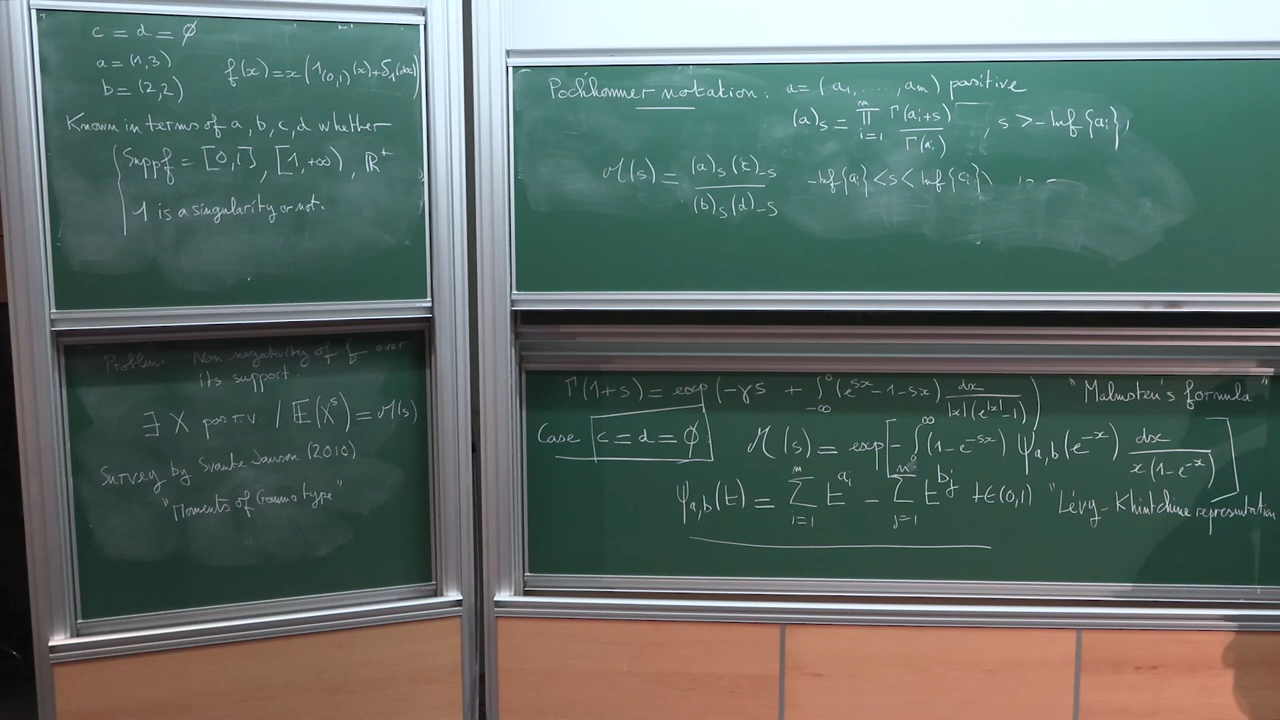 c = d = ∅
a = (1,3)
b = (2,2)
f(x) = x(1_{(0,1)}(x) + δ_1(dx))
Known in terms of a, b, c, d whether
Supp f = [0,1], [1,+∞), ℝ⁺
1 is a singularity or not.
Problem Non-negativity of f over
its support.
∃ X pos r.v. / 𝔼(X^s) = M(s)
Survey by Svante Janson (2010)
"Moments of Gamma type"
Pochhammer notation: a = (a_1, ..., a_m) positive
(a)_s = ∏_{i=1}^{m} Γ(a_i+s)/Γ(a_i), s > -Inf{a_i}
M(s) = (a)_s (c)_{-s} / (b)_s (d)_{-s} -Inf{a_i} < s < Inf{c_i}
Γ(1+s) = exp(-γs + ∫_{-∞}^{0} (e^{sx} - 1 - sx) dx/(|x|(e^{|x|}-1))) "Malmsten's formula"
Case c = d = ∅ M(s) = exp[-∫_0^∞ (1-e^{-sx}) ψ_{a,b}(e^{-x}) dx/(x(1-e^{-x}))]
ψ_{a,b}(t) = ∑_{i=1}^{m} t^{a_i} - ∑_{j=1}^{n} t^{b_j} t∈(0,1) "Lévy-Khintchine representation